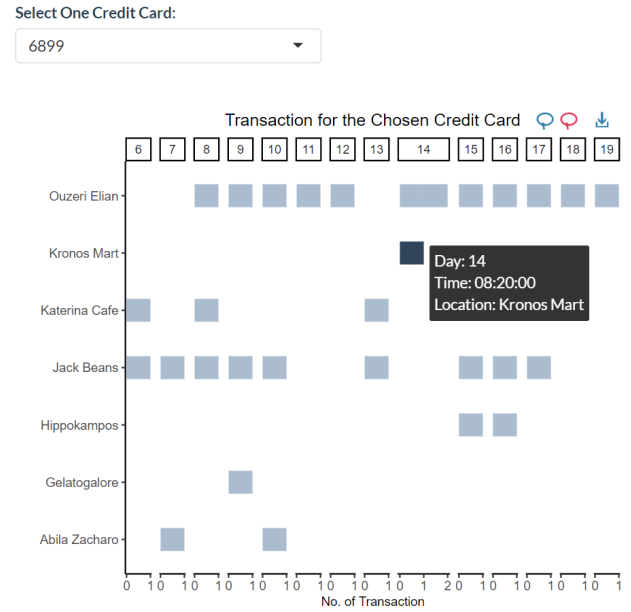 Select One Credit Card:
6899
Transaction for the Chosen Credit Card
6 7 8 9 10 11 12 13 14 15 16 17 18 19
Ouzeri Elian
Kronos Mart
Day: 14
Time: 08:20:00
Location: Kronos Mart
Katerina Cafe
Jack Beans
Hippokampos
Gelatogalore
Abila Zacharo
0 1 0 1 0 1 0 1 0 1 0 1 0 1 0 1 0 1 2 0 1 0 1 0 1 0 1 0 1
No. of Transaction